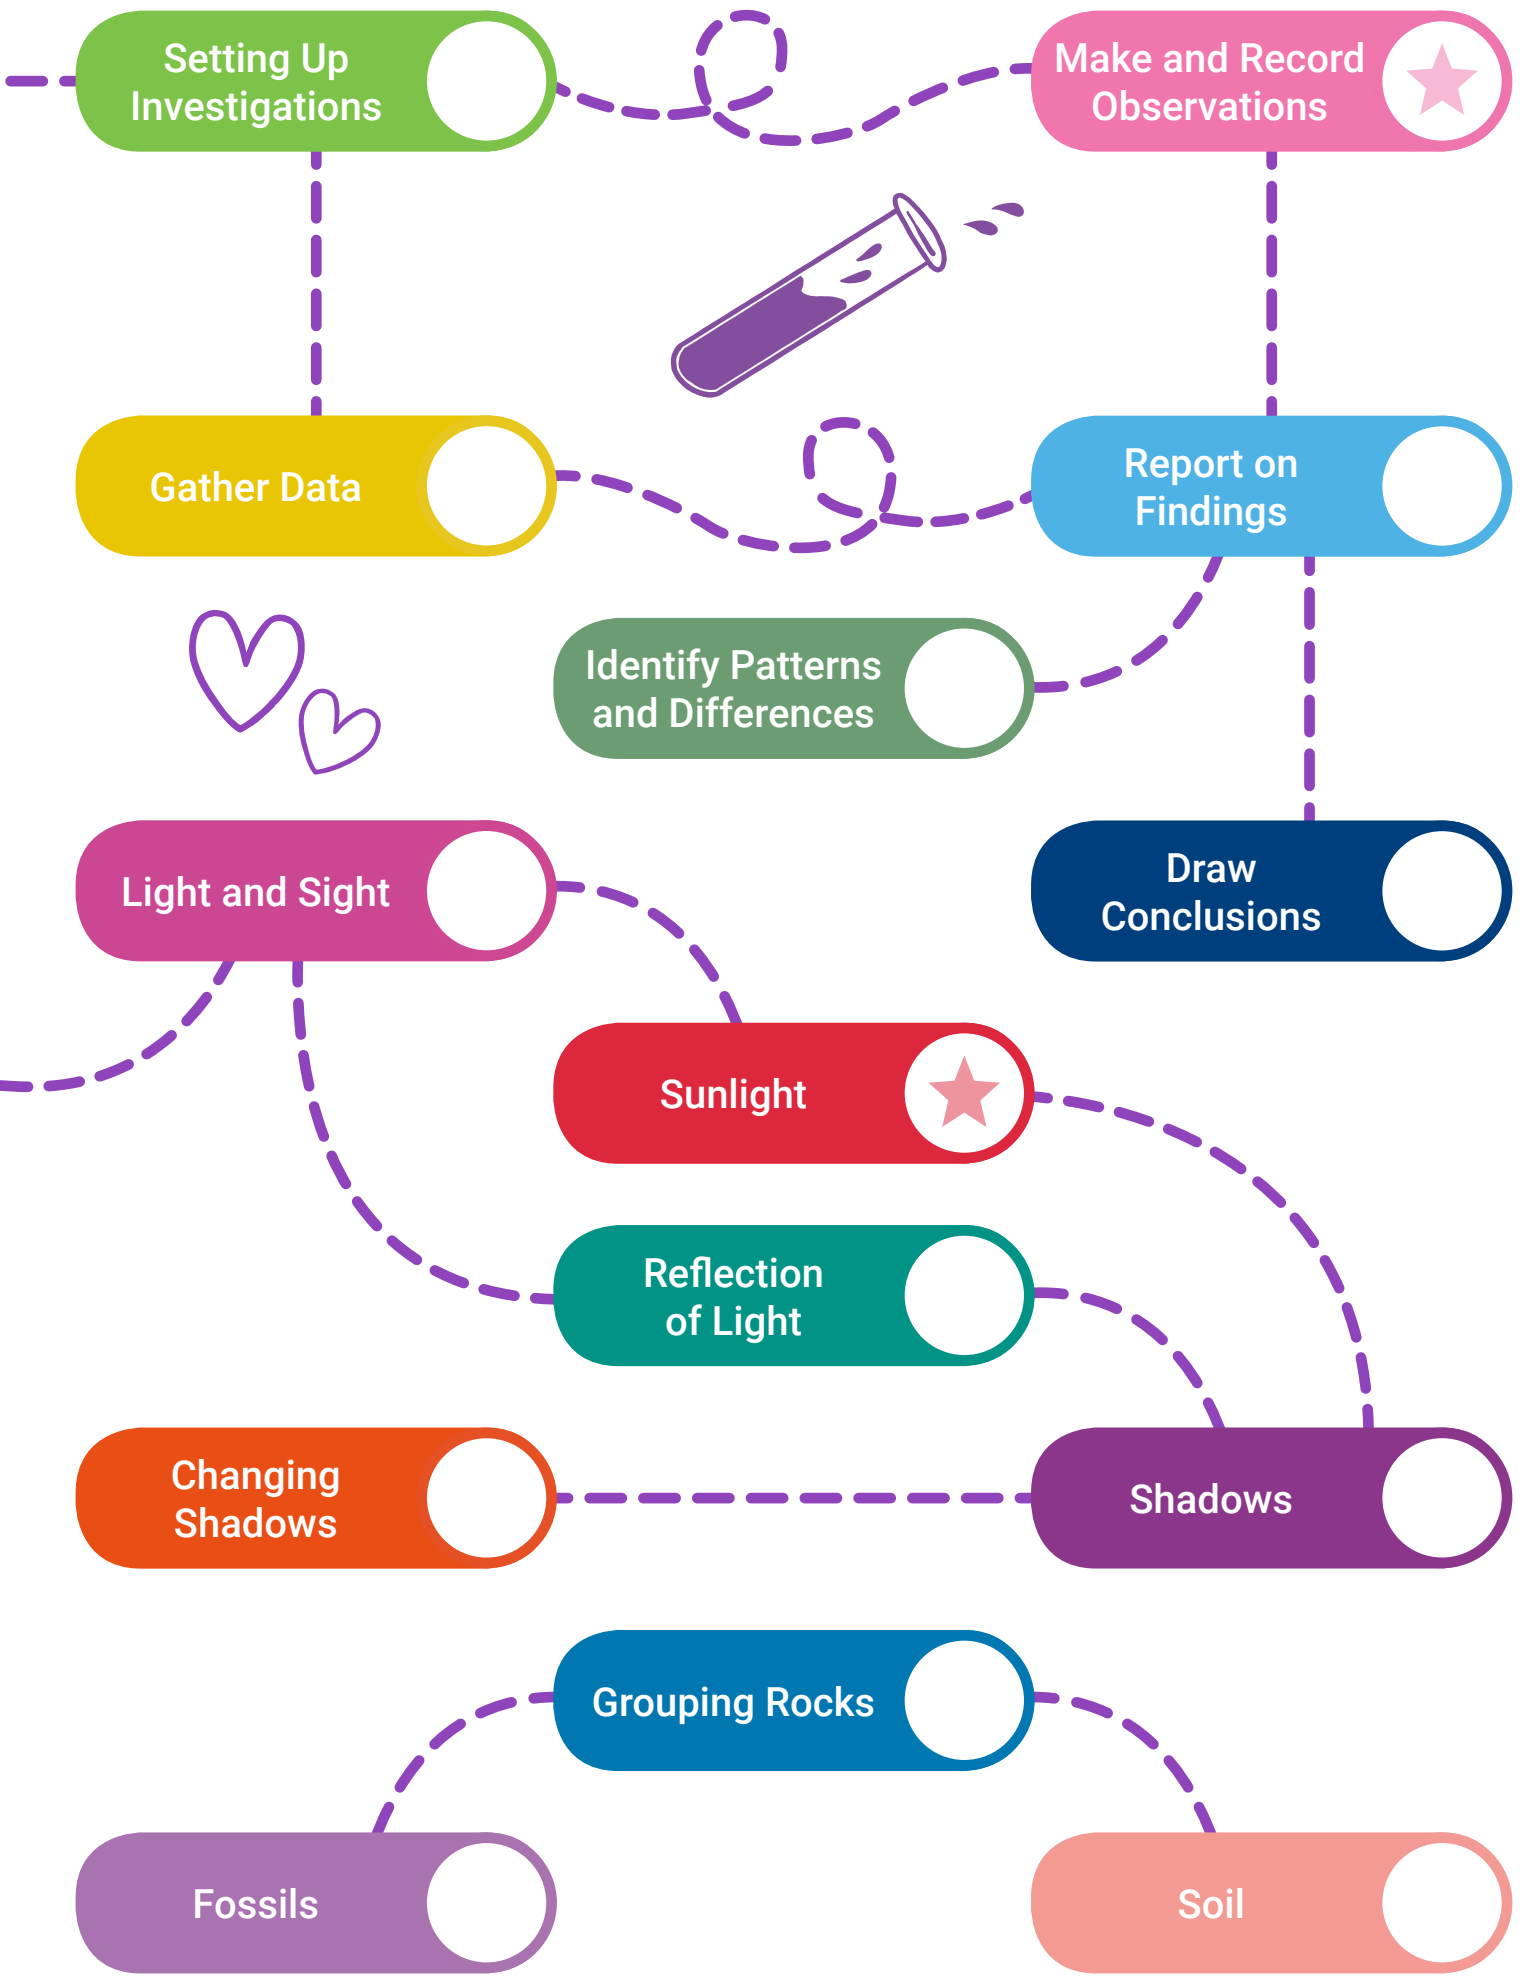 Setting Up
Investigations
Make and Record
Observations
Gather Data
Report on
Findings
Identify Patterns
and Differences
Light and Sight
Draw
Conclusions
Sunlight
Reflection
of Light
Changing
Shadows
Shadows
Grouping Rocks
Fossils
Soil